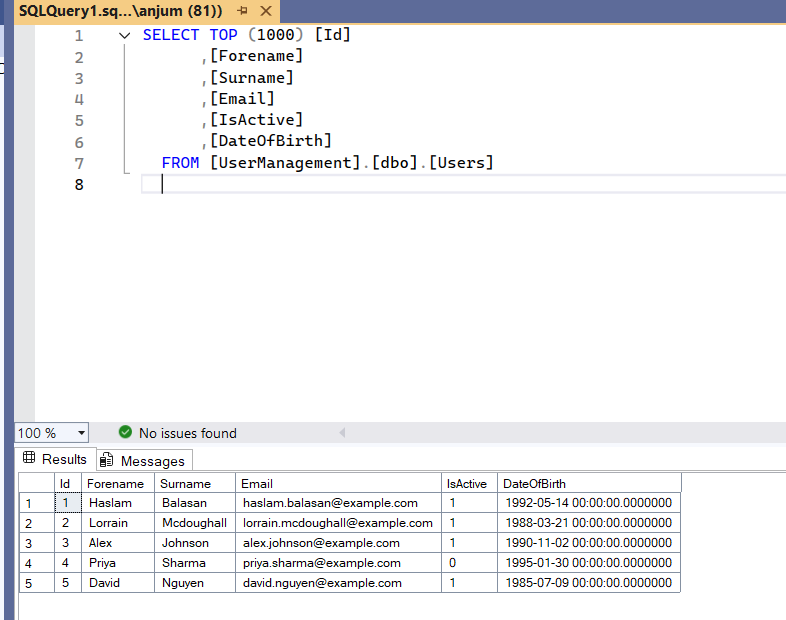 SQLQuery1.sq...\anjum (81))
1 SELECT TOP (1000) [Id]
2 ,[Forename]
3 ,[Surname]
4 ,[Email]
5 ,[IsActive]
6 ,[DateOfBirth]
7 FROM [UserManagement].[dbo].[Users]
8
100 % No issues found
Results Messages
Id Forename Surname Email IsActive DateOfBirth
1 1 Haslam Balasan haslam.balasan@example.com 1 1992-05-14 00:00:00.0000000
2 2 Lorrain Mcdoughall lorrain.mcdoughall@example.com 1 1988-03-21 00:00:00.0000000
3 3 Alex Johnson alex.johnson@example.com 1 1990-11-02 00:00:00.0000000
4 4 Priya Sharma priya.sharma@example.com 0 1995-01-30 00:00:00.0000000
5 5 David Nguyen david.nguyen@example.com 1 1985-07-09 00:00:00.0000000